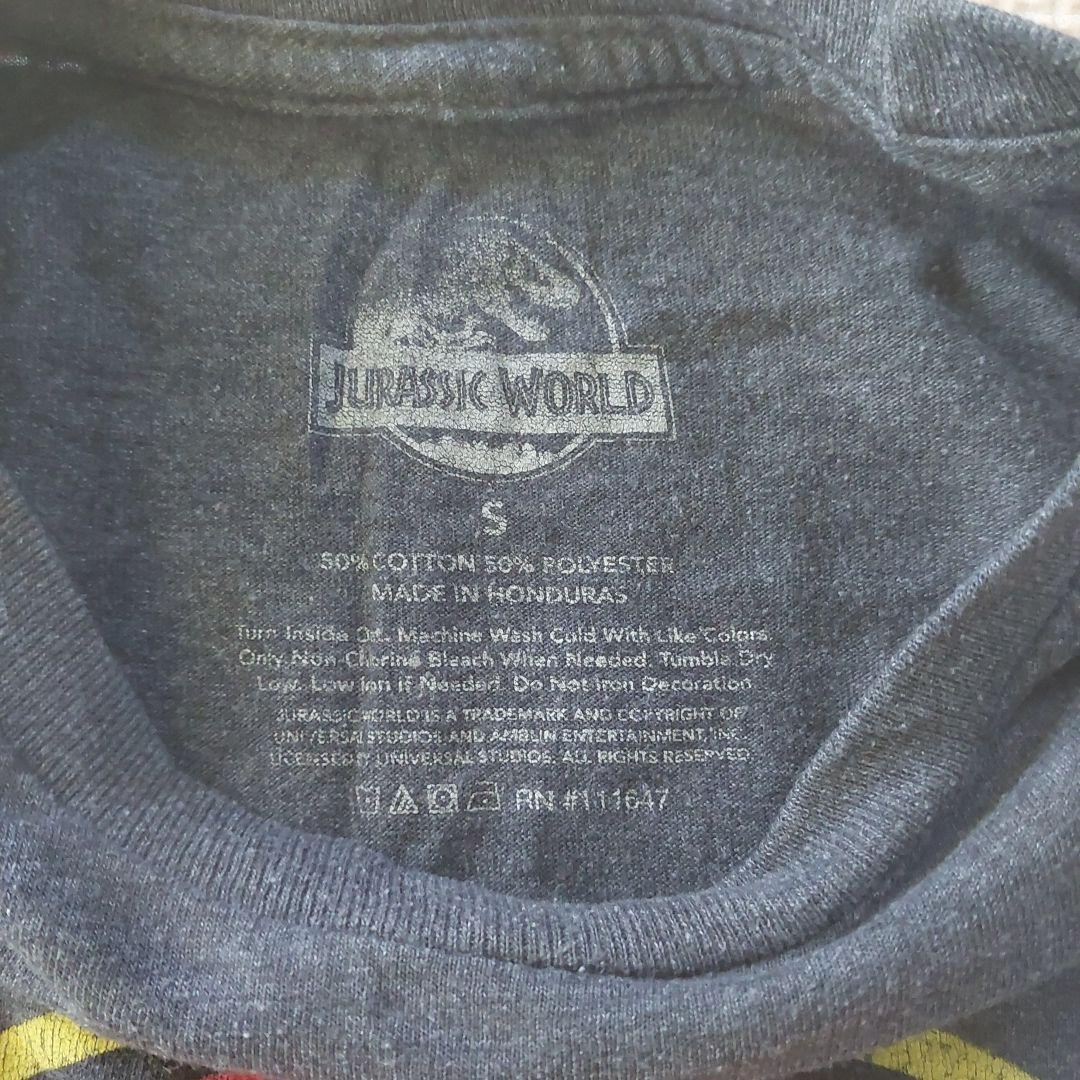 JURASSIC WORLD
S
50% COTTON 50% POLYESTER
MADE IN HONDURAS
Turn Inside Out. Machine Wash Cold With Like Colors.
Only Non-Chlorine Bleach When Needed. Tumble Dry
Low. Low Iron If Needed. Do Not Iron Decoration
JURASSIC WORLD IS A TRADEMARK AND COPYRIGHT OF
UNIVERSAL STUDIOS AND AMBLIN ENTERTAINMENT, INC.
LICENSED BY UNIVERSAL STUDIOS. ALL RIGHTS RESERVED.
RN #111647